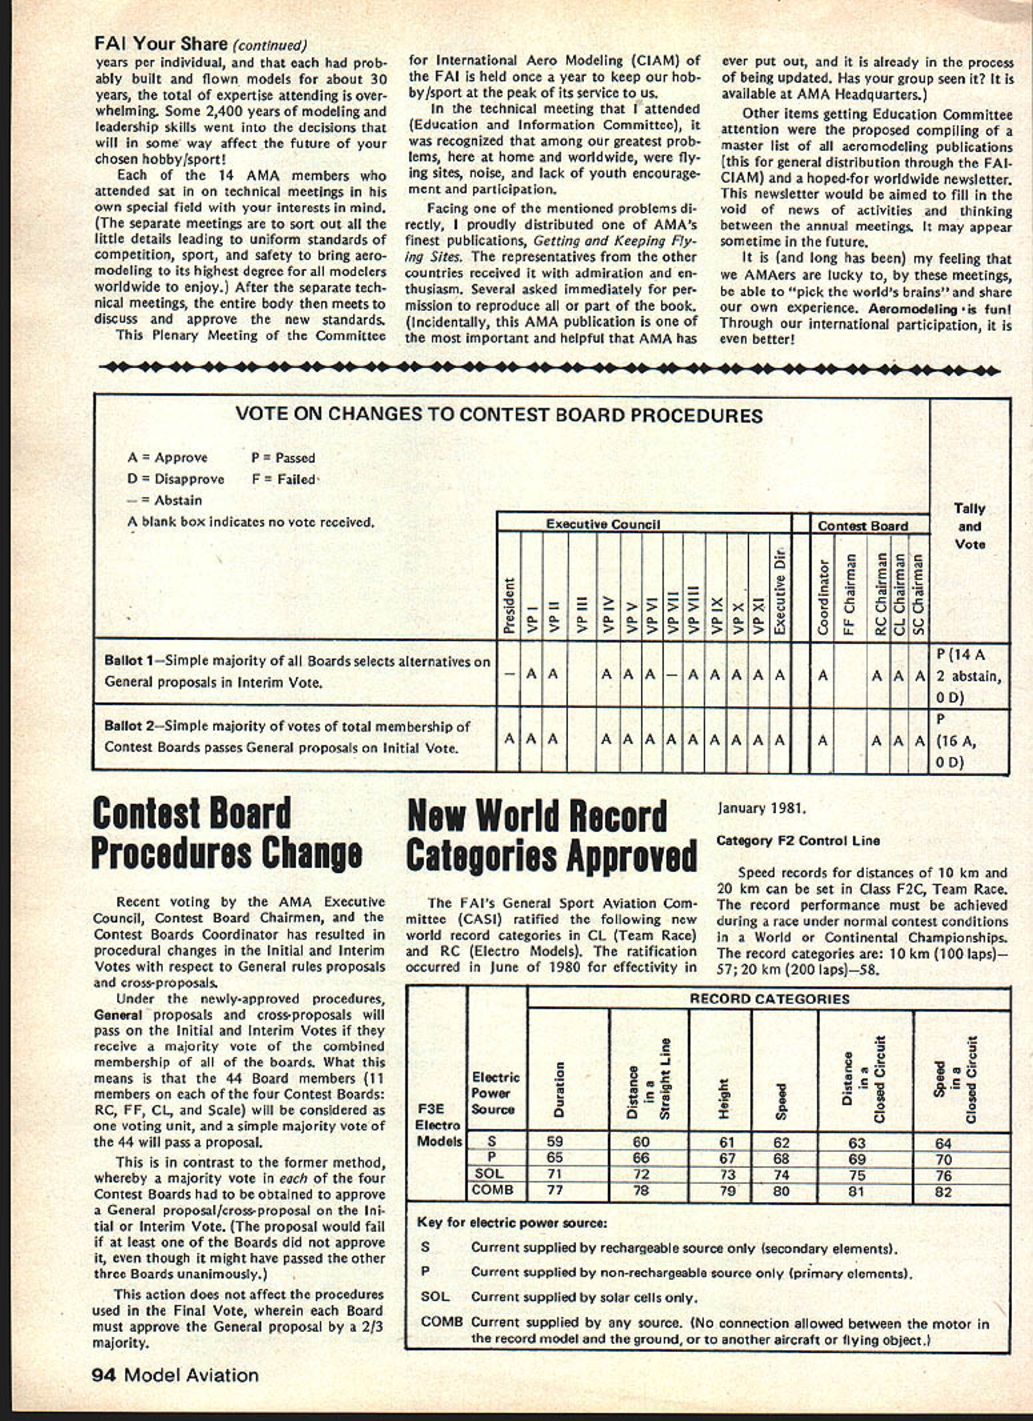 FAI Your Share (continued)
years per individual, and that each had prob-
ably built and flown models for about 30
years, the total of expertise attending is over-
whelming. Some 2,400 years of modeling and
leadership skills went into the decisions that
will in some way affect the future of your
chosen hobby/sport!
Each of the 14 AMA members who
attended sat in on technical meetings in his
own special field with your interests in mind.
(The separate meetings are to sort out all the
little details leading to uniform standards of
competition, sport, and safety to bring aero-
modeling to its highest degree for all modelers
worldwide to enjoy.) After the separate tech-
nical meetings, the entire body then meets to
discuss and approve the new standards.
This Plenary Meeting of the Committee
for International Aero Modeling (CIAM) of
the FAI is held once a year to keep our hob-
by/sport at the peak of its service to us.
In the technical meeting that I attended
(Education and Information Committee), it
was recognized that among our greatest prob-
lems, here at home and worldwide, were fly-
ing sites, noise, and lack of youth encourage-
ment and participation.
Facing one of the mentioned problems di-
rectly, I proudly distributed one of AMA's
finest publications, Getting and Keeping Fly-
ing Sites. The representatives from the other
countries received it with admiration and en-
thusiasm. Several asked immediately for per-
mission to reproduce all or part of the book.
(Incidentally, this AMA publication is one of
the most important and helpful that AMA has
ever put out, and it is already in the process
of being updated. Has your group seen it? It is
available at AMA Headquarters.)
Other items getting Education Committee
attention were the proposed compiling of a
master list of all aeromodeling publications
(this for general distribution through the FAI-
CIAM) and a hoped-for worldwide newsletter.
This newsletter would be aimed to fill in the
void of news of activities and thinking
between the annual meetings. It may appear
sometime in the future.
It is (and long has been) my feeling that
we AMAers are lucky to, by these meetings,
be able to "pick the world's brains" and share
our own experience. Aeromodeling is fun!
Through our international participation, it is
even better!
VOTE ON CHANGES TO CONTEST BOARD PROCEDURES
A = Approve P = Passed
D = Disapprove F = Failed
— = Abstain
A blank box indicates no vote received.
Executive Council Contest Board Tally and Vote
President VP I VP II VP III VP IV VP V VP VI VP VII VP VIII VP IX VP X VP XI Executive Dir. Coordinator FF Chairman RC Chairman CL Chairman SC Chairman
Ballot 1—Simple majority of all Boards selects alternatives on
General proposals in Interim Vote.
— A A A A A — A A A A A A A A A
P (14 A
2 abstain,
0 D)
Ballot 2—Simple majority of votes of total membership of
Contest Boards passes General proposals on Initial Vote.
A A A A A A A A A A A A A A A A
P
(16 A,
0 D)
Contest Board
Procedures Change
Recent voting by the AMA Executive
Council, Contest Board Chairmen, and the
Contest Boards Coordinator has resulted in
procedural changes in the Initial and Interim
Votes with respect to General rules proposals
and cross-proposals.
Under the newly-approved procedures,
General proposals and cross-proposals will
pass on the Initial and Interim Votes if they
receive a majority vote of the combined
membership of all of the boards. What this
means is that the 44 Board members (11
members on each of the four Contest Boards:
RC, FF, CL, and Scale) will be considered as
one voting unit, and a simple majority vote of
the 44 will pass a proposal.
This is in contrast to the former method,
whereby a majority vote in each of the four
Contest Boards had to be obtained to approve
a General proposal/cross-proposal on the Ini-
tial or Interim Vote. (The proposal would fail
if at least one of the Boards did not approve
it, even though it might have passed the other
three Boards unanimously.)
This action does not affect the procedures
used in the Final Vote, wherein each Board
must approve the General proposal by a 2/3
majority.
New World Record
Categories Approved
The FAI's General Sport Aviation Com-
mittee (CASI) ratified the following new
world record categories in CL (Team Race)
and RC (Electro Models). The ratification
occurred in June of 1980 for effectivity in
January 1981.
Category F2 Control Line
Speed records for distances of 10 km and
20 km can be set in Class F2C, Team Race.
The record performance must be achieved
during a race under normal contest conditions
in a World or Continental Championships.
The record categories are: 10 km (100 laps)—
57; 20 km (200 laps)—58.
RECORD CATEGORIES
F3E Electro Models Electric Power Source Duration Distance in a Straight Line Height Speed Distance in a Closed Circuit Speed in a Closed Circuit
S 59 60 61 62 63 64
P 65 66 67 68 69 70
SOL 71 72 73 74 75 76
COMB 77 78 79 80 81 82
Key for electric power source:
S Current supplied by rechargeable source only (secondary elements).
P Current supplied by non-rechargeable source only (primary elements).
SOL Current supplied by solar cells only.
COMB Current supplied by any source. (No connection allowed between the motor in
the record model and the ground, or to another aircraft or flying object.)
94 Model Aviation